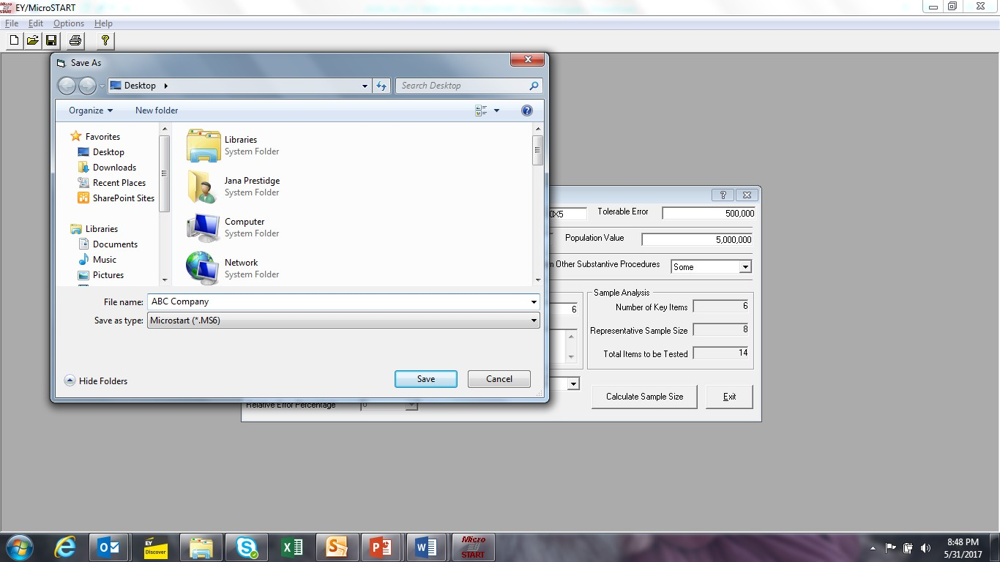 Micro
START
EY/MicroSTART
File Edit Options Help
Save As
Desktop
Search Desktop
Organize New folder
Favorites
Desktop
Downloads
Recent Places
SharePoint Sites
Libraries
Documents
Music
Pictures
Libraries
System Folder
Jana Prestidge
System Folder
Computer
System Folder
Network
System Folder
File name: ABC Company
Save as type: Microstart (*.MS6)
Hide Folders
Save Cancel
0X5 Tolerable Error 500,000
Population Value 5,000,000
Other Substantive Procedures Some
6
Sample Analysis
Number of Key Items 6
Representative Sample Size 8
Total Items to be Tested 14
Calculate Sample Size Exit
Relative Error Percentage 0
EY
Discover
Micro
EY
START
8:48 PM
5/31/2017